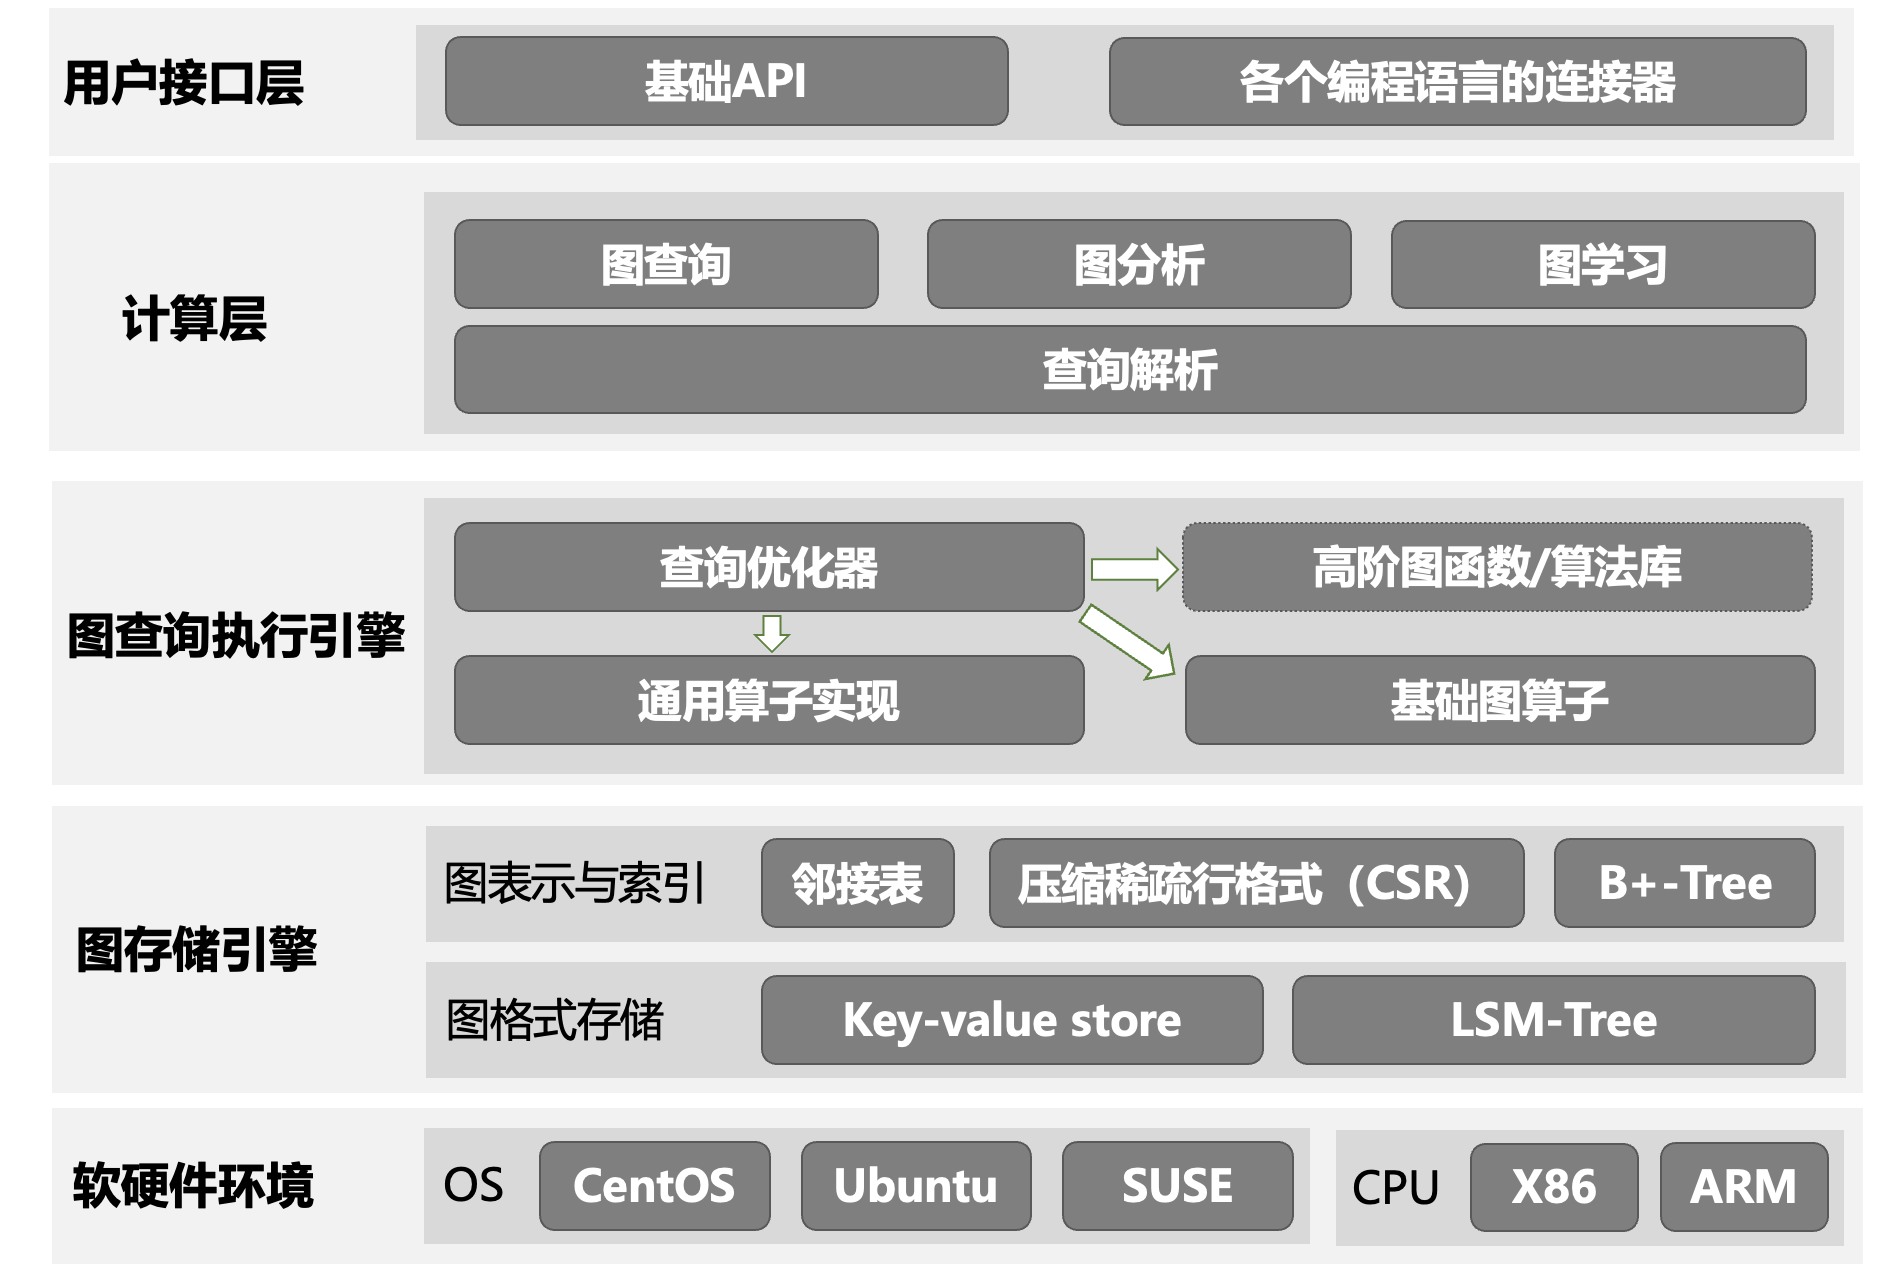 用户接口层
基础API
各个编程语言的连接器
计算层
图查询
图分析
图学习
查询解析
图查询执行引擎
查询优化器
高阶图函数/算法库
通用算子实现
基础图算子
图存储引擎
图表示与索引
邻接表
压缩稀疏行格式（CSR）
B+-Tree
图格式存储
Key-value store
LSM-Tree
软硬件环境
OS
CentOS
Ubuntu
SUSE
CPU
X86
ARM